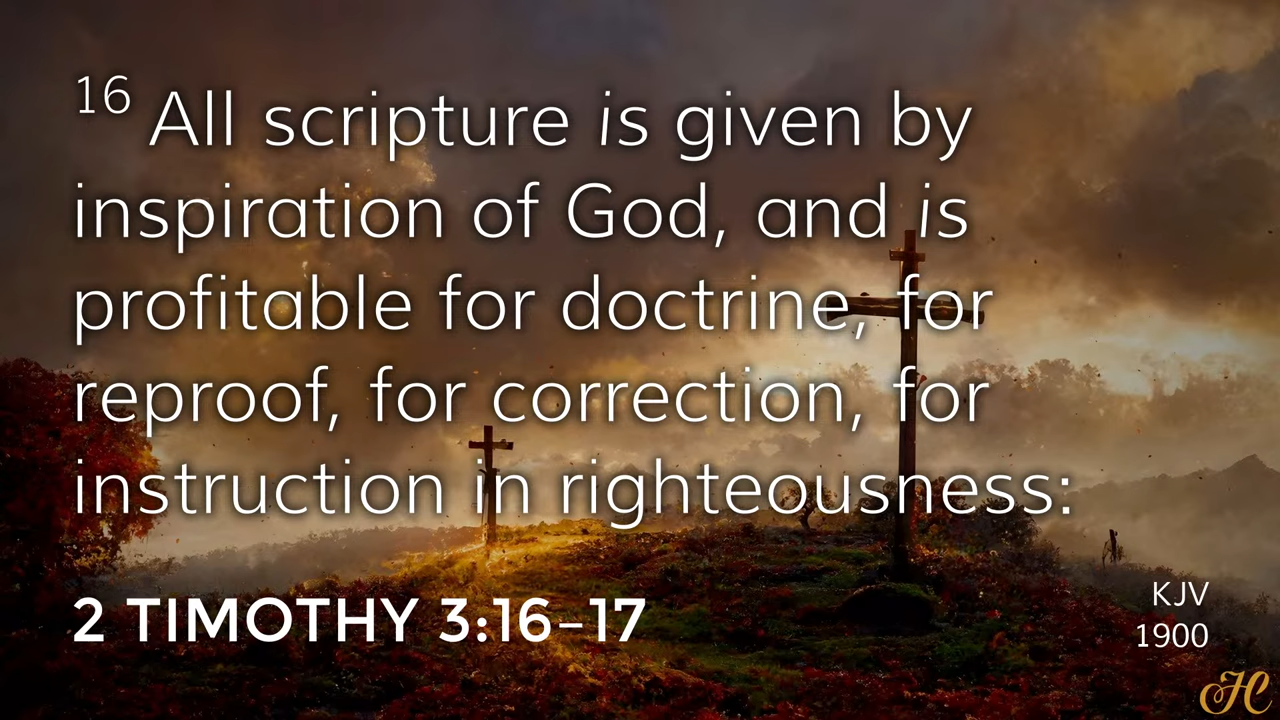 16 All scripture is given by
inspiration of God, and is
profitable for doctrine, for
reproof, for correction, for
instruction in righteousness:
2 TIMOTHY 3:16–17
KJV
1900
HC